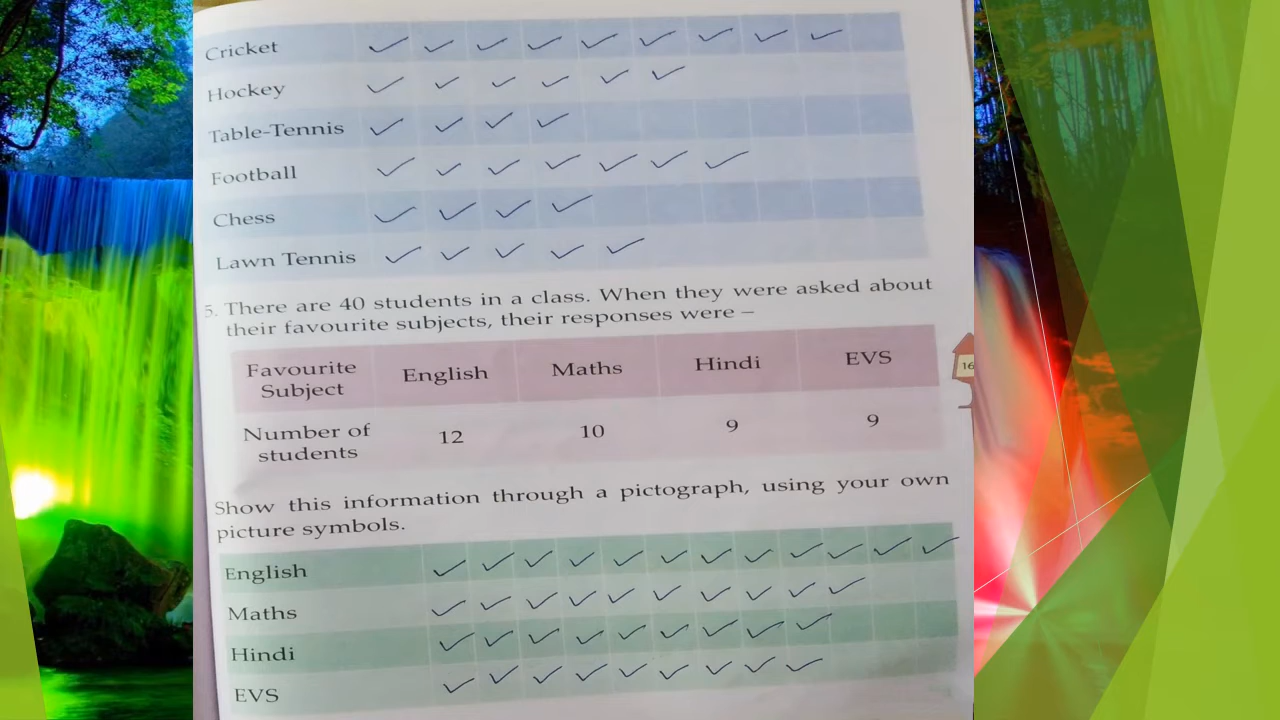 Cricket ✓ ✓ ✓ ✓ ✓ ✓ ✓ ✓ ✓
Hockey ✓ ✓ ✓ ✓ ✓ ✓
Table-Tennis ✓ ✓ ✓ ✓
Football ✓ ✓ ✓ ✓ ✓ ✓ ✓
Chess ✓ ✓ ✓ ✓
Lawn Tennis ✓ ✓ ✓ ✓ ✓
5. There are 40 students in a class. When they were asked about
their favourite subjects, their responses were –
Favourite Subject English Maths Hindi EVS
Number of students 12 10 9 9
16
Show this information through a pictograph, using your own
picture symbols.
English ✓ ✓ ✓ ✓ ✓ ✓ ✓ ✓ ✓ ✓ ✓ ✓
Maths ✓ ✓ ✓ ✓ ✓ ✓ ✓ ✓ ✓ ✓
Hindi ✓ ✓ ✓ ✓ ✓ ✓ ✓ ✓ ✓
EVS ✓ ✓ ✓ ✓ ✓ ✓ ✓ ✓ ✓